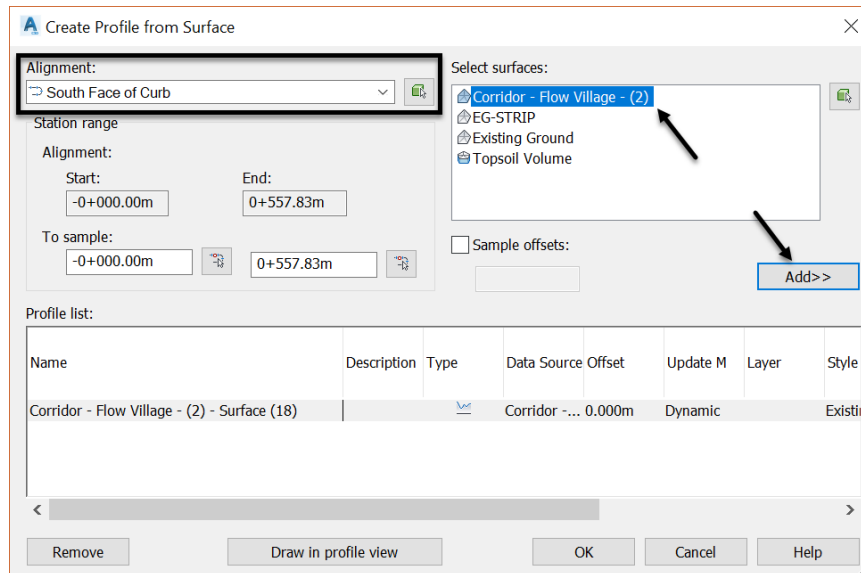 Create Profile from Surface
Alignment:
South Face of Curb
Station range
Alignment:
Start: End:
-0+000.00m 0+557.83m
To sample:
-0+000.00m 0+557.83m
Select surfaces:
Corridor - Flow Village - (2)
EG-STRIP
Existing Ground
Topsoil Volume
Sample offsets:
Add>>
Profile list:
Name Description Type Data Source Offset Update M Layer Style
Corridor - Flow Village - (2) - Surface (18) Corridor -... 0.000m Dynamic Existi
Remove Draw in profile view OK Cancel Help